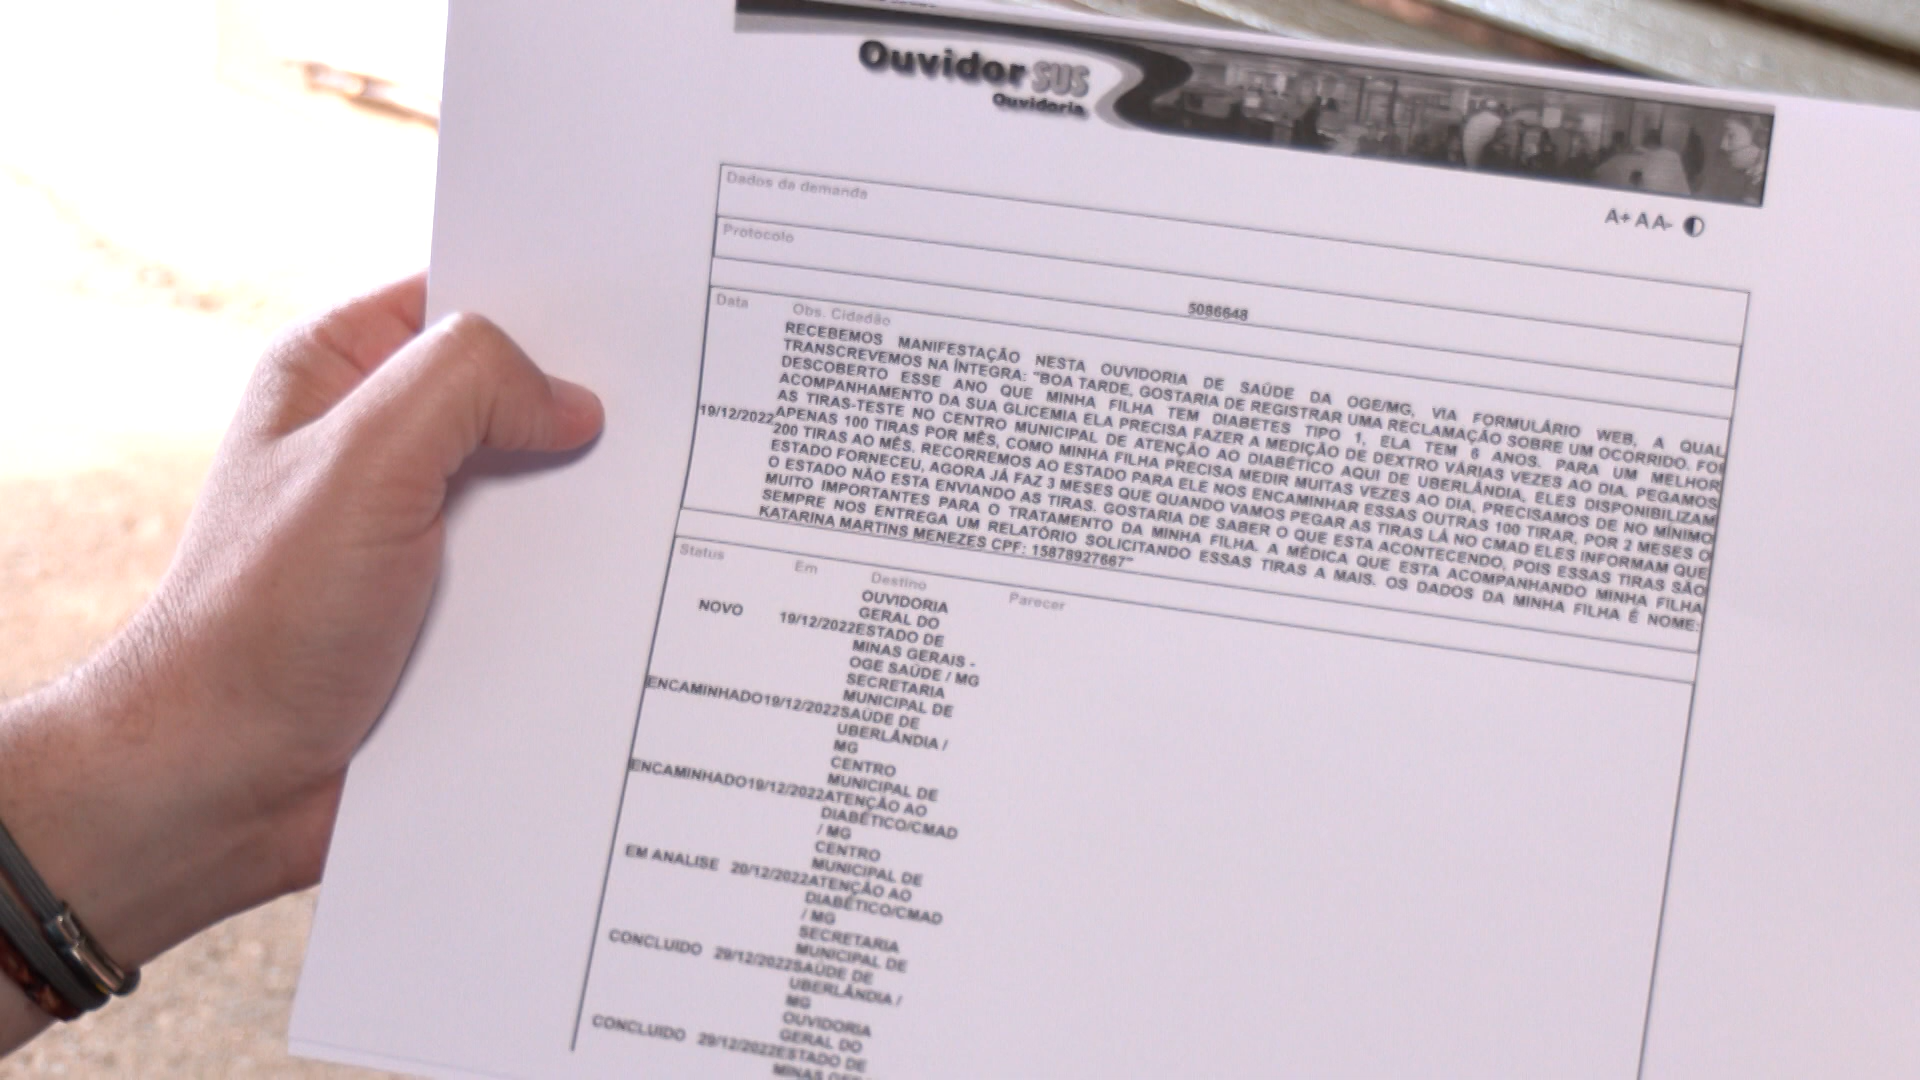 Ouvidor SUS
Ouvidoria
A+ A A-
Dados da demanda
Protocolo
5086648
Data Obs. Cidadão
RECEBEMOS MANIFESTAÇÃO NESTA OUVIDORIA DE SAÚDE DA OGE/MG, VIA FORMULÁRIO WEB, A QUAL
TRANSCREVEMOS NA ÍNTEGRA: "BOA TARDE, GOSTARIA DE REGISTRAR UMA RECLAMAÇÃO SOBRE UM OCORRIDO. FOI
DESCOBERTO ESSE ANO QUE MINHA FILHA TEM DIABETES TIPO 1, ELA TEM 6 ANOS. PARA UM MELHOR
ACOMPANHAMENTO DA SUA GLICEMIA ELA PRECISA FAZER A MEDIÇÃO DE DEXTRO VÁRIAS VEZES AO DIA, PEGAMOS
AS TIRAS-TESTE NO CENTRO MUNICIPAL DE ATENÇÃO AO DIABÉTICO AQUI DE UBERLÂNDIA, ELES DISPONIBILIZAM
19/12/2022 APENAS 100 TIRAS POR MÊS, COMO MINHA FILHA PRECISA MEDIR MUITAS VEZES AO DIA, PRECISAMOS DE NO MÍNIMO
200 TIRAS AO MÊS. RECORREMOS AO ESTADO PARA ELE NOS ENCAMINHAR ESSAS OUTRAS 100 TIRAR, POR 2 MESES O
ESTADO FORNECEU, AGORA JÁ FAZ 3 MESES QUE QUANDO VAMOS PEGAR AS TIRAS LÁ NO CMAD ELES INFORMAM QUE
O ESTADO NÃO ESTA ENVIANDO AS TIRAS. GOSTARIA DE SABER O QUE ESTA ACONTECENDO, POIS ESSAS TIRAS SÃO
MUITO IMPORTANTES PARA O TRATAMENTO DA MINHA FILHA. A MÉDICA QUE ESTA ACOMPANHANDO MINHA FILHA
SEMPRE NOS ENTREGA UM RELATÓRIO SOLICITANDO ESSAS TIRAS A MAIS. OS DADOS DA MINHA FILHA É NOME:
KATARINA MARTINS MENEZES CPF: 15878927667"
Status Em Destino Parecer
OUVIDORIA
GERAL DO
NOVO 19/12/2022 ESTADO DE
MINAS GERAIS -
OGE SAÚDE / MG
SECRETARIA
MUNICIPAL DE
ENCAMINHADO 19/12/2022 SAÚDE DE
UBERLÂNDIA /
MG
CENTRO
MUNICIPAL DE
ENCAMINHADO 19/12/2022 ATENÇÃO AO
DIABÉTICO/CMAD
/ MG
CENTRO
MUNICIPAL DE
EM ANALISE 20/12/2022 ATENÇÃO AO
DIABÉTICO/CMAD
/ MG
SECRETARIA
MUNICIPAL DE
CONCLUIDO 29/12/2022 SAÚDE DE
UBERLÂNDIA /
MG
OUVIDORIA
GERAL DO
CONCLUIDO 29/12/2022 ESTADO DE